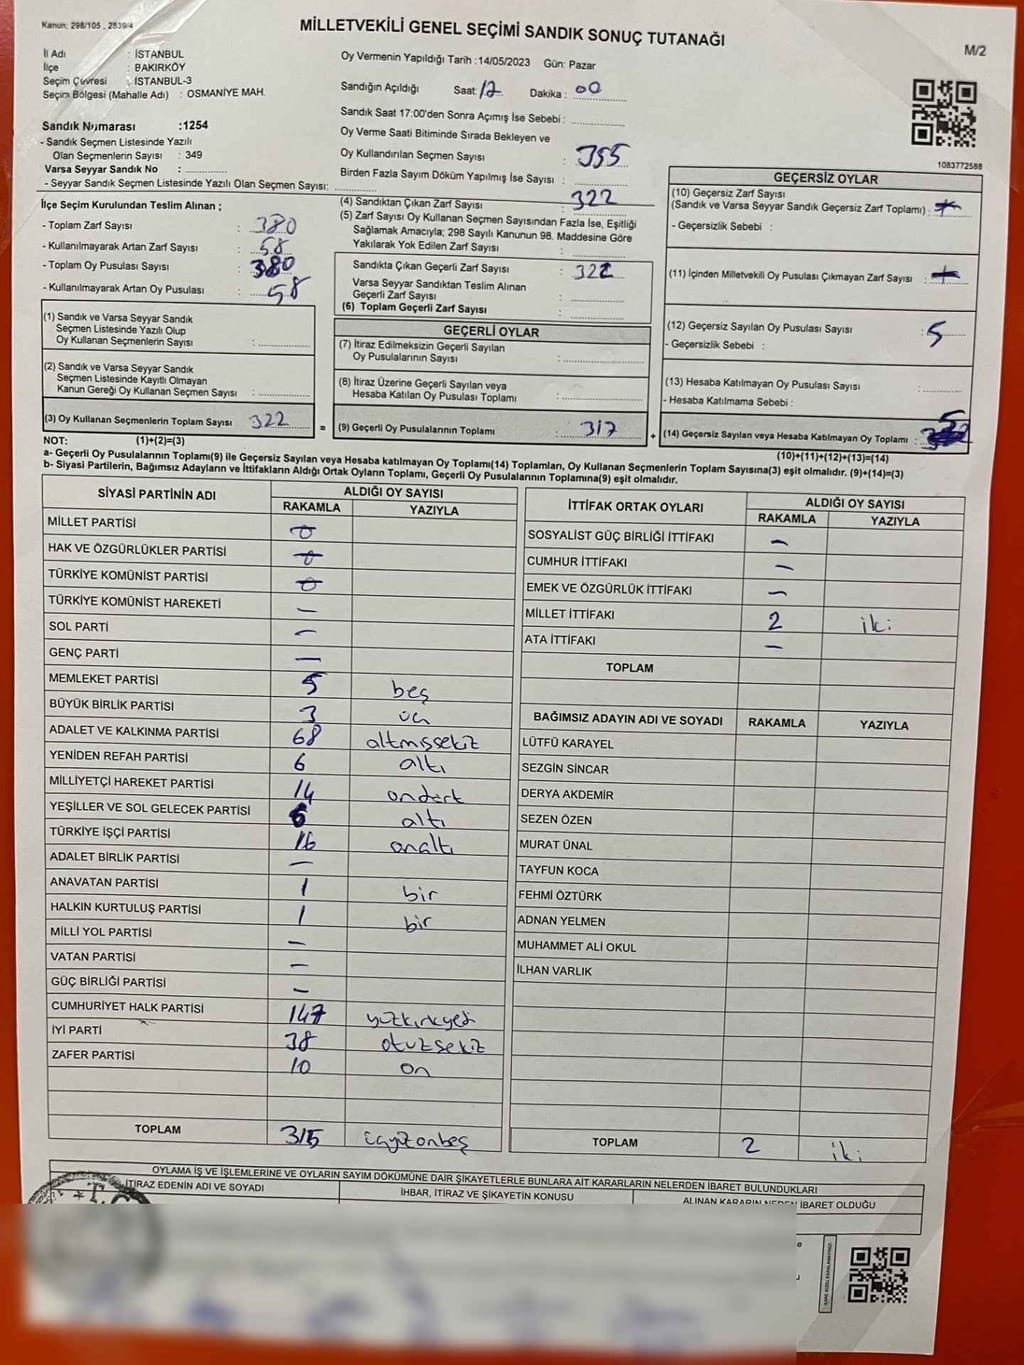 Kanun: 298/105 , 2839/4
MİLLETVEKİLİ GENEL SEÇİMİ SANDIK SONUÇ TUTANAĞI
M/2
İl Adı : İSTANBUL
İlçe : BAKIRKÖY
Seçim Çevresi : İSTANBUL-3
Seçim Bölgesi (Mahalle Adı) : OSMANİYE MAH.
Sandık Numarası :1254
- Sandık Seçmen Listesinde Yazılı
Olan Seçmenlerin Sayısı : 349
Varsa Seyyar Sandık No :
- Seyyar Sandık Seçmen Listesinde Yazılı Olan Seçmen Sayısı:
Oy Vermenin Yapıldığı Tarih :14/05/2023 Gün: Pazar
Sandığın Açıldığı Saat: 17 Dakika : 00
Sandık Saat 17:00'den Sonra Açımış İse Sebebi :
Oy Verme Saati Bitiminde Sırada Bekleyen ve
Oy Kullandırılan Seçmen Sayısı : 355
Birden Fazla Sayım Döküm Yapılmış İse Sayısı :
1083772588
İlçe Seçim Kurulundan Teslim Alınan ;
- Toplam Zarf Sayısı : 380
- Kullanılmayarak Artan Zarf Sayısı : 58
- Toplam Oy Pusulası Sayısı : 380
- Kullanılmayarak Artan Oy Pusulası : 58
(4) Sandıktan Çıkan Zarf Sayısı : 322
(5) Zarf Sayısı Oy Kullanan Seçmen Sayısından Fazla İse, Eşitliği
Sağlamak Amacıyla; 298 Sayılı Kanunun 98. Maddesine Göre
Yakılarak Yok Edilen Zarf Sayısı :
Sandıkta Çıkan Geçerli Zarf Sayısı : 322
Varsa Seyyar Sandıktan Teslim Alınan
Geçerli Zarf Sayısı :
(6) Toplam Geçerli Zarf Sayısı :
GEÇERSİZ OYLAR
(10) Geçersiz Zarf Sayısı
(Sandık ve Varsa Seyyar Sandık Geçersiz Zarf Toplamı) :
- Geçersizlik Sebebi :
(11) İçinden Milletvekili Oy Pusulası Çıkmayan Zarf Sayısı :
(12) Geçersiz Sayılan Oy Pusulası Sayısı : 5
- Geçersizlik Sebebi :
(13) Hesaba Katılmayan Oy Pusulası Sayısı :
- Hesaba Katılmama Sebebi :
(14) Geçersiz Sayılan veya Hesaba Katılmayan Oy Toplamı : 5
(10)+(11)+(12)+(13)=(14)
(1) Sandık ve Varsa Seyyar Sandık
Seçmen Listesinde Yazılı Olup
Oy Kullanan Seçmenlerin Sayısı :
(2) Sandık ve Varsa Seyyar Sandık
Seçmen Listesinde Kayıtlı Olmayan
Kanun Gereği Oy Kullanan Seçmen Sayısı :
(3) Oy Kullanan Seçmenlerin Toplam Sayısı : 322
GEÇERLİ OYLAR
(7) İtiraz Edilmeksizin Geçerli Sayılan
Oy Pusulalarının Sayısı :
(8) İtiraz Üzerine Geçerli Sayılan veya
Hesaba Katılan Oy Pusulası Toplamı :
= (9) Geçerli Oy Pusulalarının Toplamı : 317 +
NOT: (1)+(2)=(3)
a- Geçerli Oy Pusulalarının Toplamı(9) ile Geçersiz Sayılan veya Hesaba katılmayan Oy Toplamı(14) Toplamları, Oy Kullanan Seçmenlerin Toplam Sayısına(3) eşit olmalıdır. (9)+(14)=(3)
b- Siyasi Partilerin, Bağımsız Adayların ve İttifakların Aldığı Ortak Oyların Toplamı, Geçerli Oy Pusulalarının Toplamına(9) eşit olmalıdır.
SİYASİ PARTİNİN ADI ALDIĞI OY SAYISI
RAKAMLA YAZIYLA
MİLLET PARTİSİ 0
HAK VE ÖZGÜRLÜKLER PARTİSİ 0
TÜRKİYE KOMÜNİST PARTİSİ 0
TÜRKİYE KOMÜNİST HAREKETİ —
SOL PARTİ —
GENÇ PARTİ —
MEMLEKET PARTİSİ 5 beş
BÜYÜK BİRLİK PARTİSİ 3 üç
ADALET VE KALKINMA PARTİSİ 68 altmışsekiz
YENİDEN REFAH PARTİSİ 6 altı
MİLLİYETÇİ HAREKET PARTİSİ 14 ondört
YEŞİLLER VE SOL GELECEK PARTİSİ 6 altı
TÜRKİYE İŞÇİ PARTİSİ 16 onaltı
ADALET BİRLİK PARTİSİ —
ANAVATAN PARTİSİ 1 bir
HALKIN KURTULUŞ PARTİSİ 1 bir
MİLLİ YOL PARTİSİ —
VATAN PARTİSİ —
GÜÇ BİRLİĞİ PARTİSİ —
CUMHURİYET HALK PARTİSİ 147 yüzkırkyedi
İYİ PARTİ 38 otuzsekiz
ZAFER PARTİSİ 10 on
TOPLAM 315 üçyüzonbeş
İTTİFAK ORTAK OYLARI ALDIĞI OY SAYISI
RAKAMLA YAZIYLA
SOSYALİST GÜÇ BİRLİĞİ İTTİFAKI —
CUMHUR İTTİFAKI —
EMEK VE ÖZGÜRLÜK İTTİFAKI —
MİLLET İTTİFAKI 2 iki
ATA İTTİFAKI —
TOPLAM
BAĞIMSIZ ADAYIN ADI VE SOYADI RAKAMLA YAZIYLA
LÜTFÜ KARAYEL
SEZGİN SİNCAR
DERYA AKDEMİR
SEZEN ÖZEN
MURAT ÜNAL
TAYFUN KOCA
FEHMİ ÖZTÜRK
ADNAN YELMEN
MUHAMMET ALİ OKUL
İLHAN VARLIK
TOPLAM 2 iki
OYLAMA İŞ VE İŞLEMLERİNE VE OYLARIN SAYIM DÖKÜMÜNE DAİR ŞİKAYETLERLE BUNLARA AİT KARARLARIN NELERDEN İBARET BULUNDUKLARI
İTİRAZ EDENİN ADI VE SOYADI İHBAR, İTİRAZ VE ŞİKAYETİN KONUSU ALINAN KARARIN NEDEN İBARET OLDUĞU